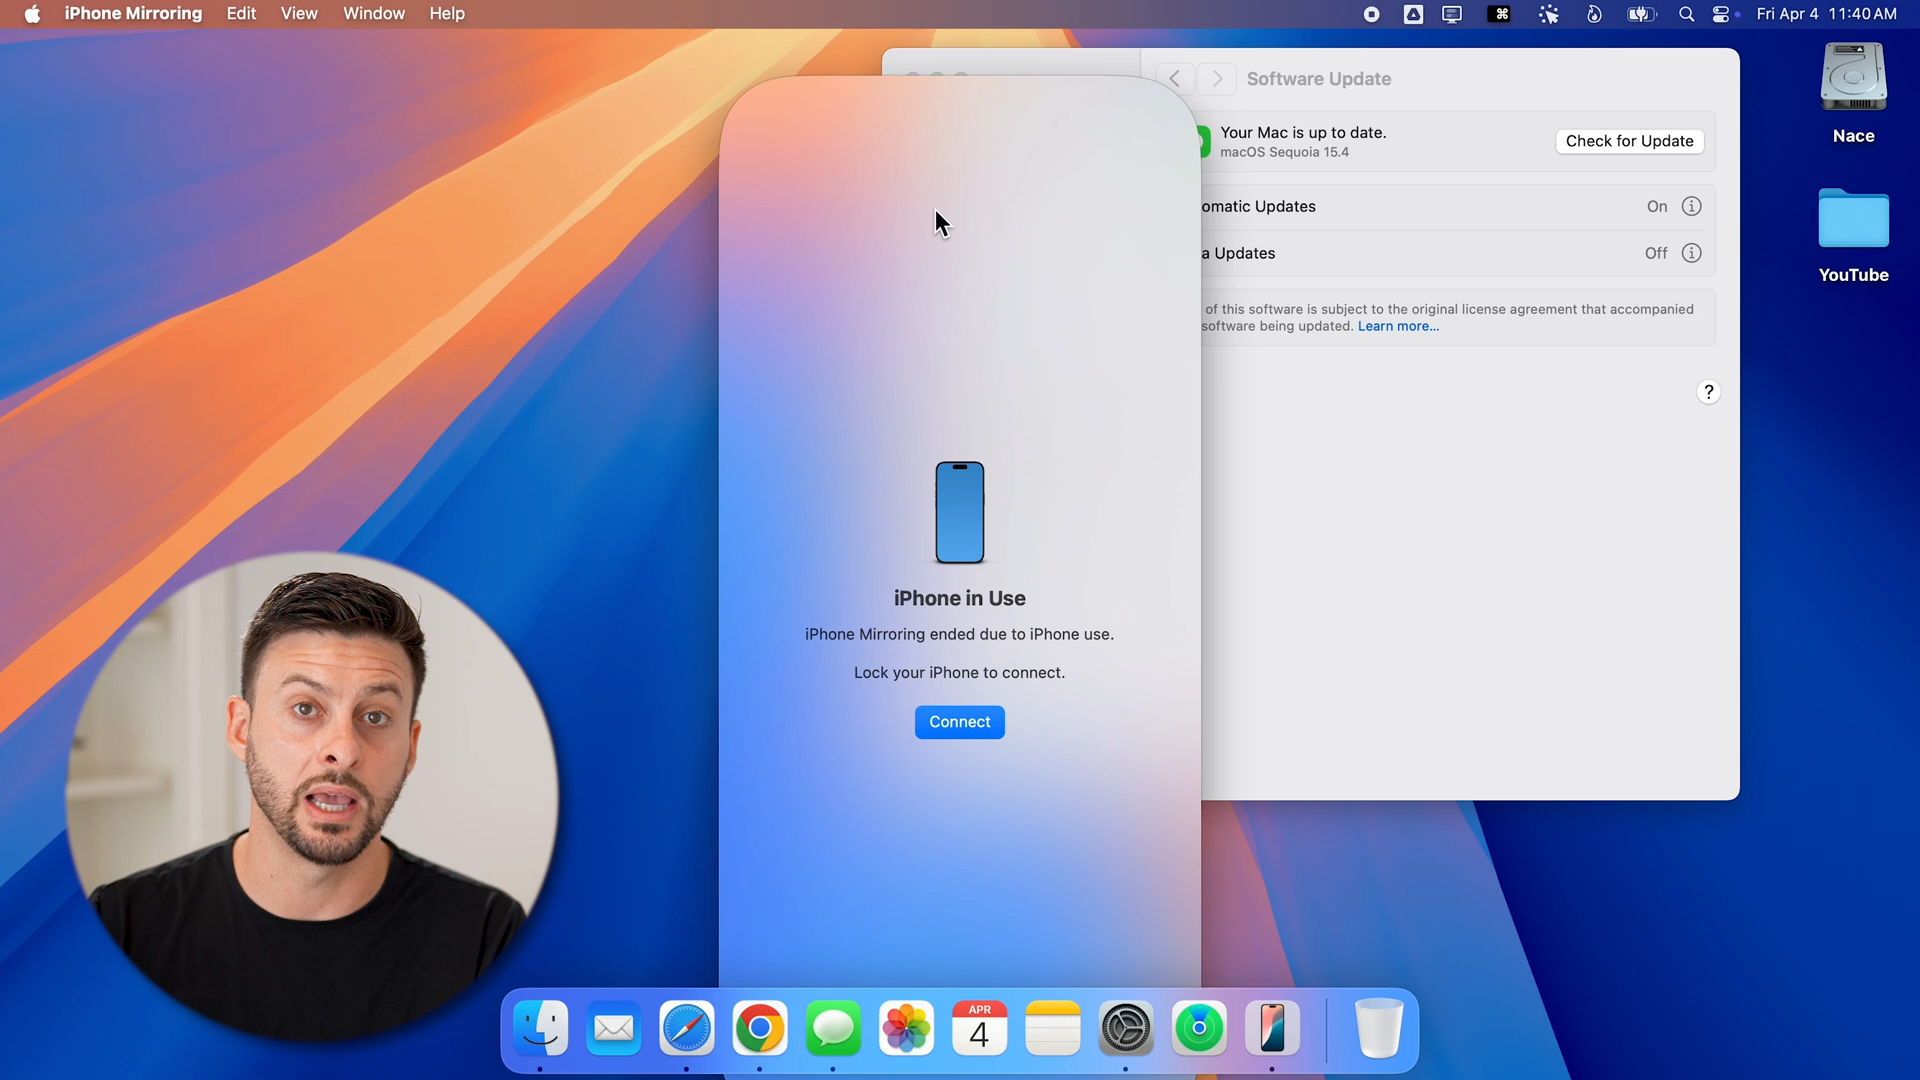 iPhone Mirroring Edit View Window Help
Fri Apr 4 11:40 AM
Software Update
Your Mac is up to date.
macOS Sequoia 15.4
Check for Update
omatic Updates
On
a Updates
Off
of this software is subject to the original license agreement that accompanied
software being updated. Learn more...
?
Nace
YouTube
iPhone in Use
iPhone Mirroring ended due to iPhone use.
Lock your iPhone to connect.
Connect
APR
4